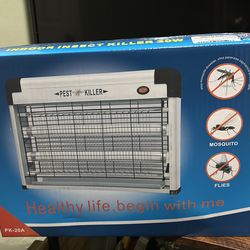 INDOOR INSECT KILLER 20W
PEST KILLER
MOSQUITO
FLIES
Healthy life, begin with me
PK-20A